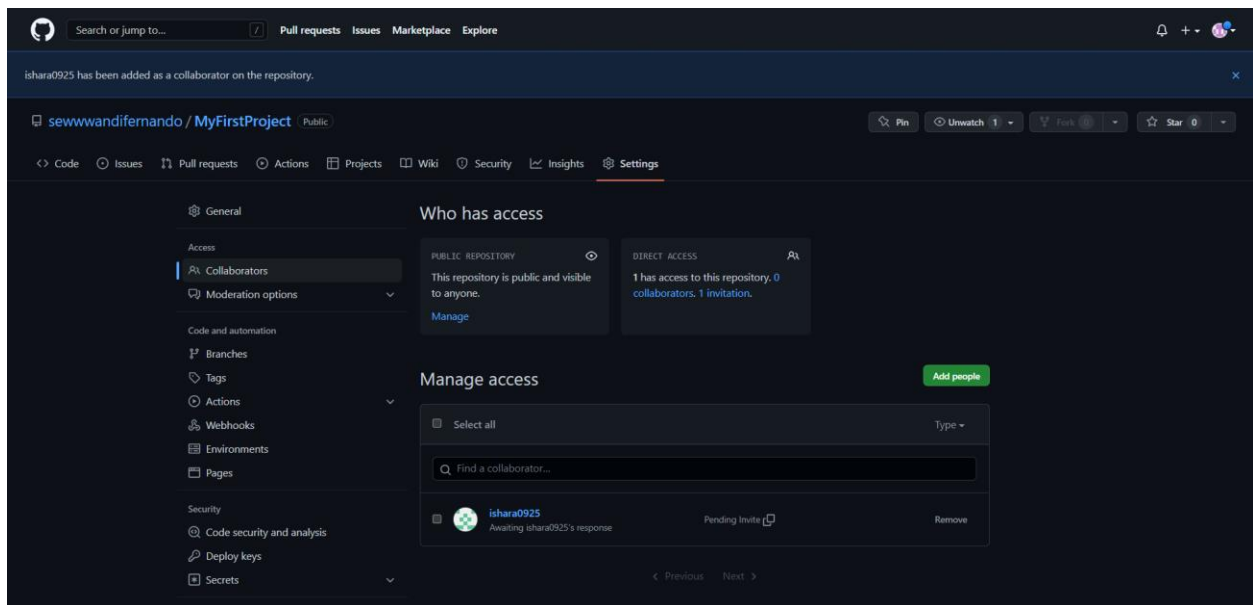 Search or jump to... / Pull requests Issues Marketplace Explore
ishara0925 has been added as a collaborator on the repository.
sewwwandifernando / MyFirstProject Public
Pin Unwatch 1 Fork 0 Star 0
Code Issues Pull requests Actions Projects Wiki Security Insights Settings
General
Access
Collaborators
Moderation options
Code and automation
Branches
Tags
Actions
Webhooks
Environments
Pages
Security
Code security and analysis
Deploy keys
Secrets
Who has access
PUBLIC REPOSITORY
This repository is public and visible
to anyone.
Manage
DIRECT ACCESS
1 has access to this repository. 0
collaborators. 1 invitation.
Manage access
Add people
Select all Type
Find a collaborator...
ishara0925
Awaiting ishara0925's response
Pending Invite
Remove
Previous Next